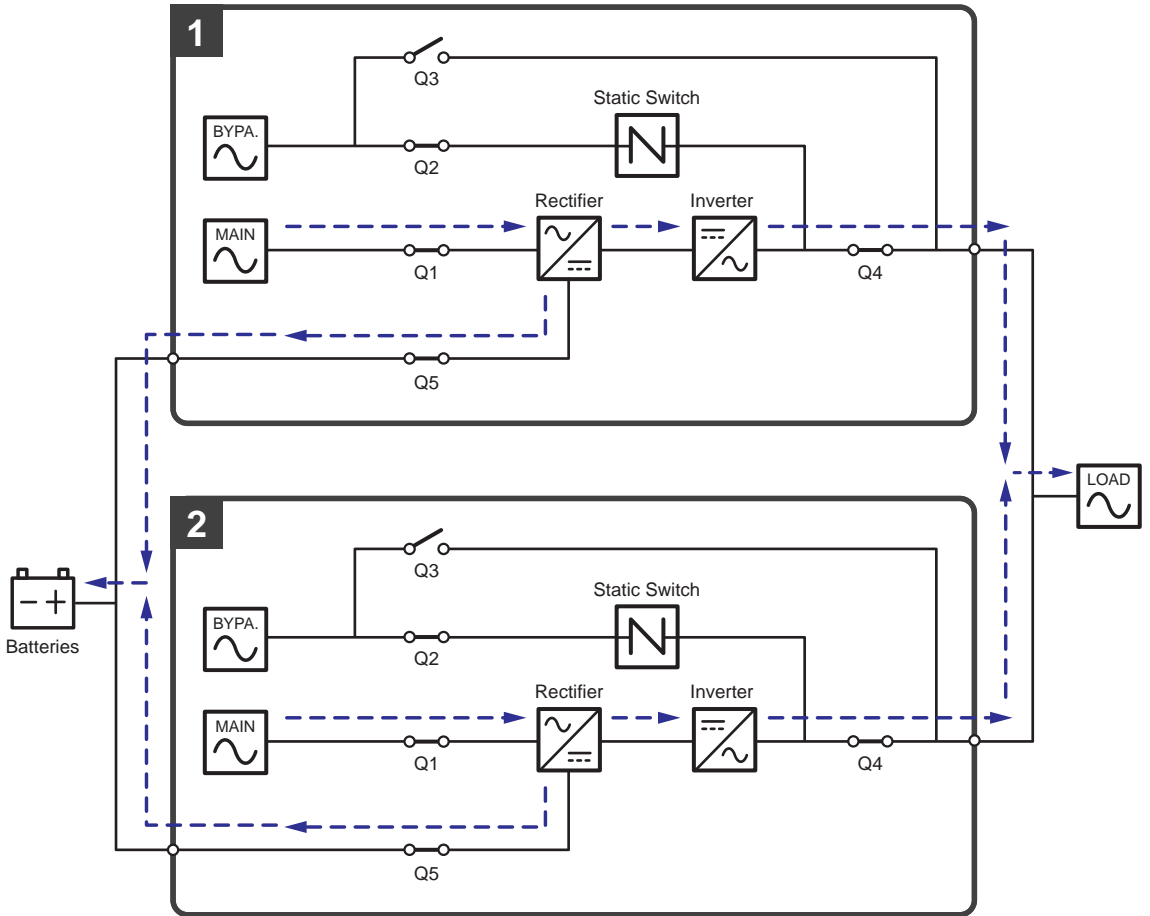 1
Q3
Static Switch
BYPA.
Q2
Rectifier
Inverter
MAIN
Q1
Q4
Q5
LOAD
2
Q3
Static Switch
BYPA.
Batteries
Q2
Rectifier
Inverter
MAIN
Q1
Q4
Q5